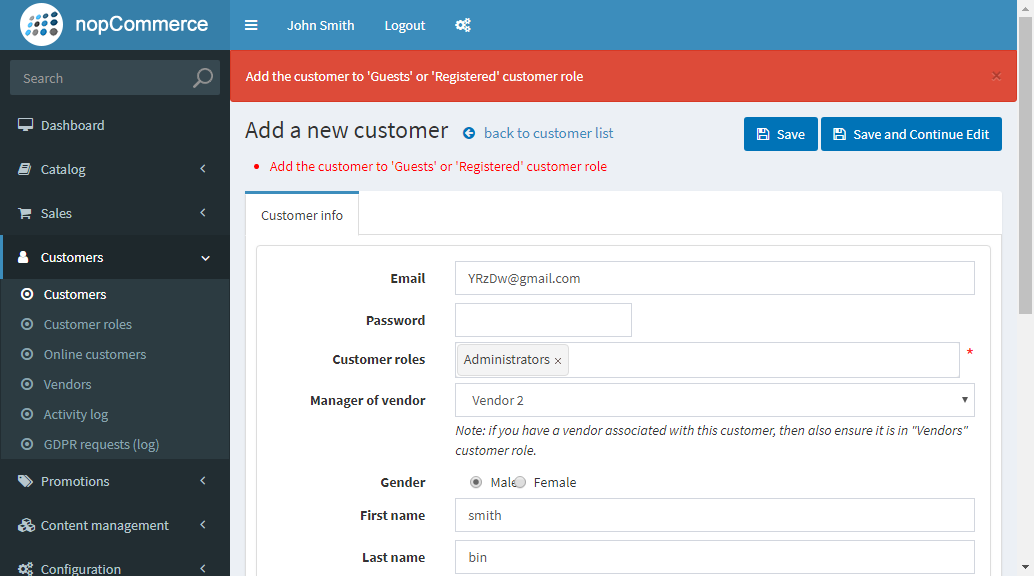 nopCommerce
John Smith
Logout
Search
Add the customer to 'Guests' or 'Registered' customer role
×
Dashboard
Catalog
Sales
Customers
Customers
Customer roles
Online customers
Vendors
Activity log
GDPR requests (log)
Promotions
Content management
Configuration
Add a new customer
back to customer list
Save
Save and Continue Edit
Add the customer to 'Guests' or 'Registered' customer role
Customer info
Email YRzDw@gmail.com
Password
Customer roles Administrators × *
Manager of vendor Vendor 2
Note: if you have a vendor associated with this customer, then also ensure it is in "Vendors"
customer role.
Gender Male Female
First name smith
Last name bin